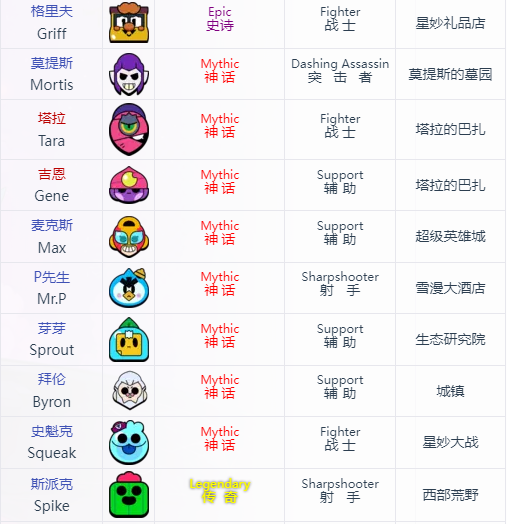 格里夫 Epic Fighter 星妙礼品店
Griff 史诗 战士
莫提斯 Mythic Dashing Assassin 莫提斯的墓园
Mortis 神话 突击者
塔拉 Mythic Fighter 塔拉的巴扎
Tara 神话 战士
吉恩 Mythic Support 塔拉的巴扎
Gene 神话 辅助
麦克斯 Mythic Support 超级英雄城
Max 神话 辅助
P先生 Mythic Sharpshooter 雪漫大酒店
Mr.P 神话 射手
芽芽 Mythic Support 生态研究院
Sprout 神话 辅助
拜伦 Mythic Support 城镇
Byron 神话 辅助
史魁克 Mythic Fighter 星妙大战
Squeak 神话 战士
斯派克 Legendary Sharpshooter 西部荒野
Spike 传奇 射手